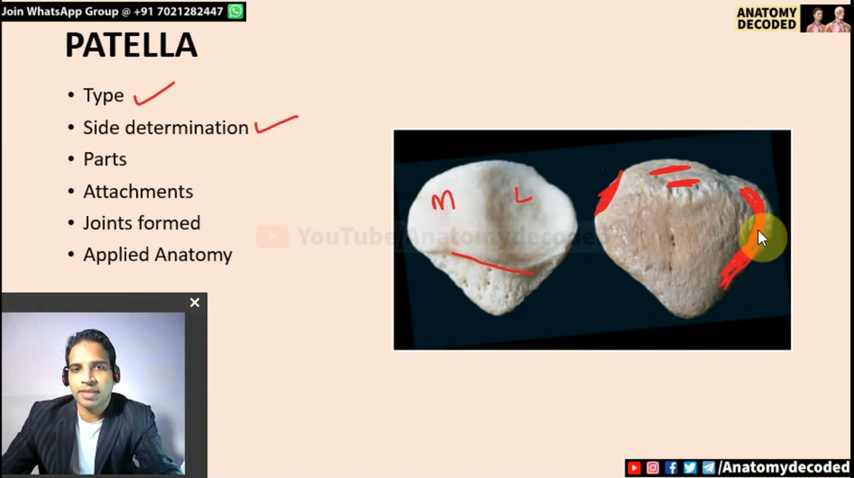 Join WhatsApp Group @ +91 7021282447
ANATOMY
DECODED
PATELLA
• Type
• Side determination
• Parts
• Attachments
• Joints formed
• Applied Anatomy
M L
YouTube/Anatomydecoded
/Anatomydecoded